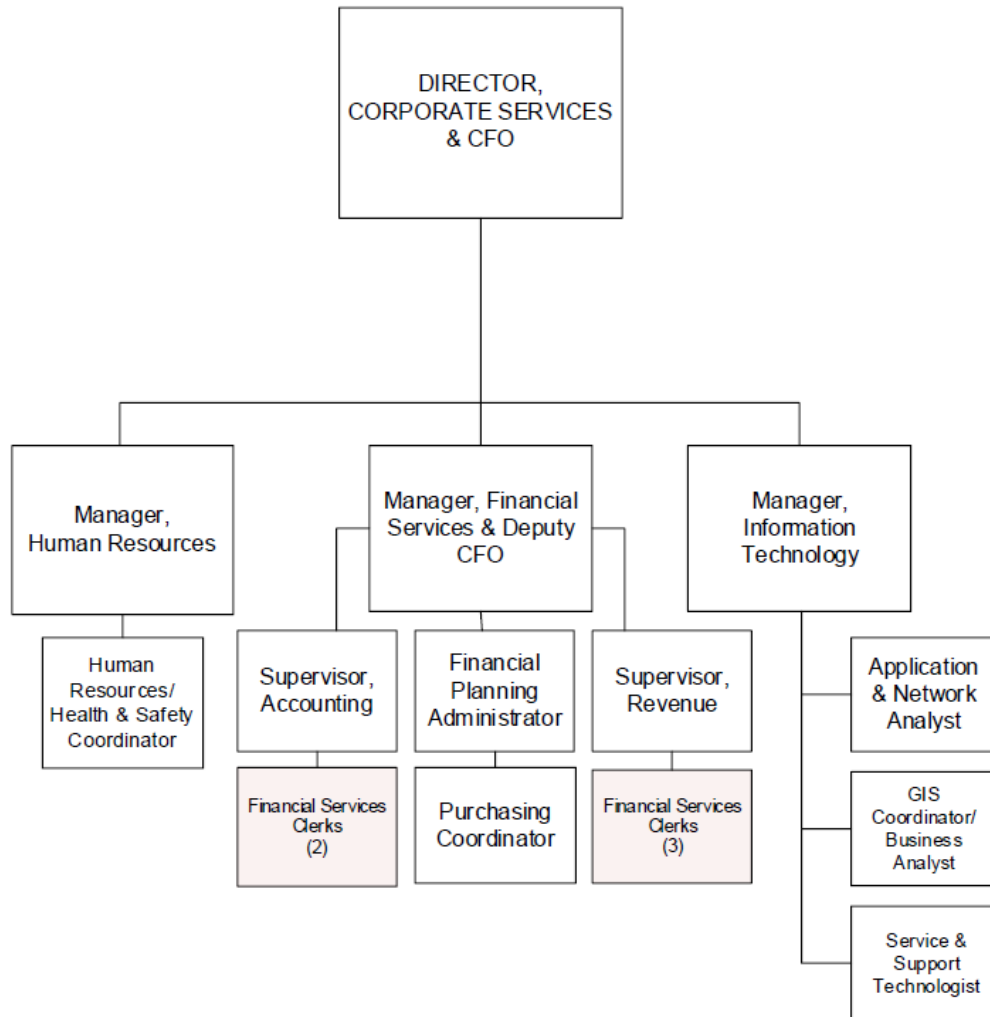 DIRECTOR,
CORPORATE SERVICES
& CFO
Manager,
Human Resources
Manager, Financial
Services & Deputy
CFO
Manager,
Information
Technology
Human
Resources/
Health & Safety
Coordinator
Supervisor,
Accounting
Financial
Planning
Administrator
Supervisor,
Revenue
Application
& Network
Analyst
Financial Services
Clerks
(2)
Purchasing
Coordinator
Financial Services
Clerks
(3)
GIS
Coordinator/
Business
Analyst
Service &
Support
Technologist